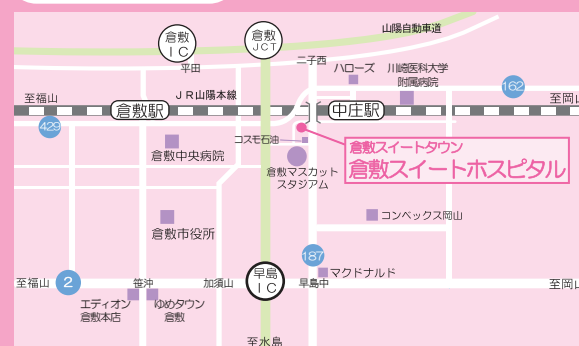 山陽自動車道
倉敷
IC
倉敷
JCT
平田
二子西
ハローズ
川崎医科大学
附属病院
162
至福山
JR山陽本線
倉敷駅
中庄駅
至岡山
429
コスモ石油
倉敷中央病院
倉敷マスカット
スタジアム
倉敷スイートタウン
倉敷スイートホスピタル
倉敷市役所
コンベックス岡山
187
マクドナルド
至福山
2
笹沖
加須山
早島
IC
早島中
至岡山
エディオン
倉敷本店
ゆめタウン
倉敷
至水島